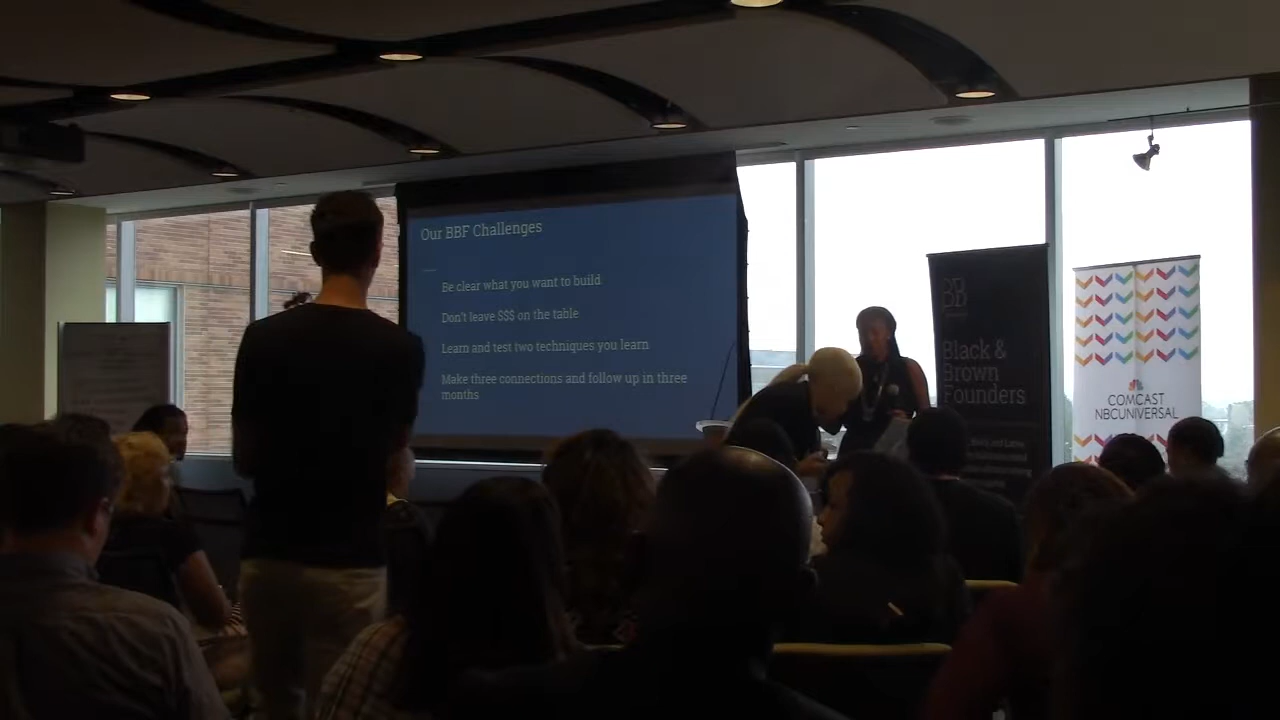 Our BBF Challenges
Be clear what you want to build
Don't leave $$$ on the table
Learn and test two techniques you learn
Make three connections and follow up in three
months
Black &
Brown
Founders
COMCAST
NBCUNIVERSAL